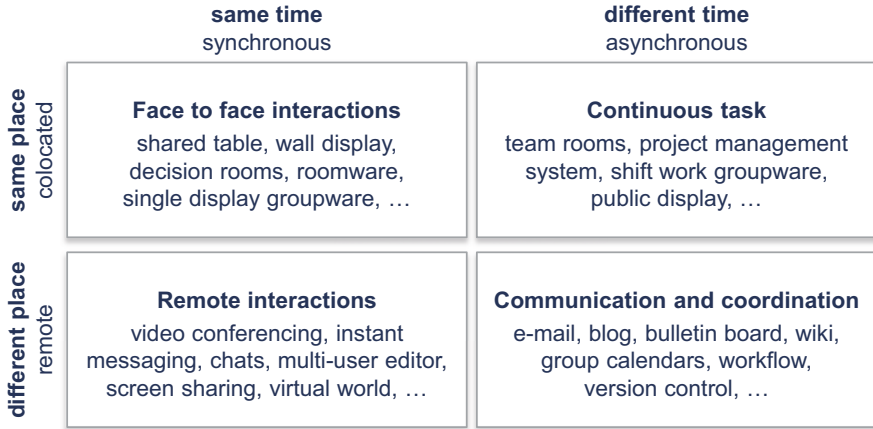 same time
synchronous
different time
asynchronous
same place
colocated
Face to face interactions
shared table, wall display,
decision rooms, roomware,
single display groupware, …
Continuous task
team rooms, project management
system, shift work groupware,
public display, …
different place
remote
Remote interactions
video conferencing, instant
messaging, chats, multi-user editor,
screen sharing, virtual world, …
Communication and coordination
e-mail, blog, bulletin board, wiki,
group calendars, workflow,
version control, …